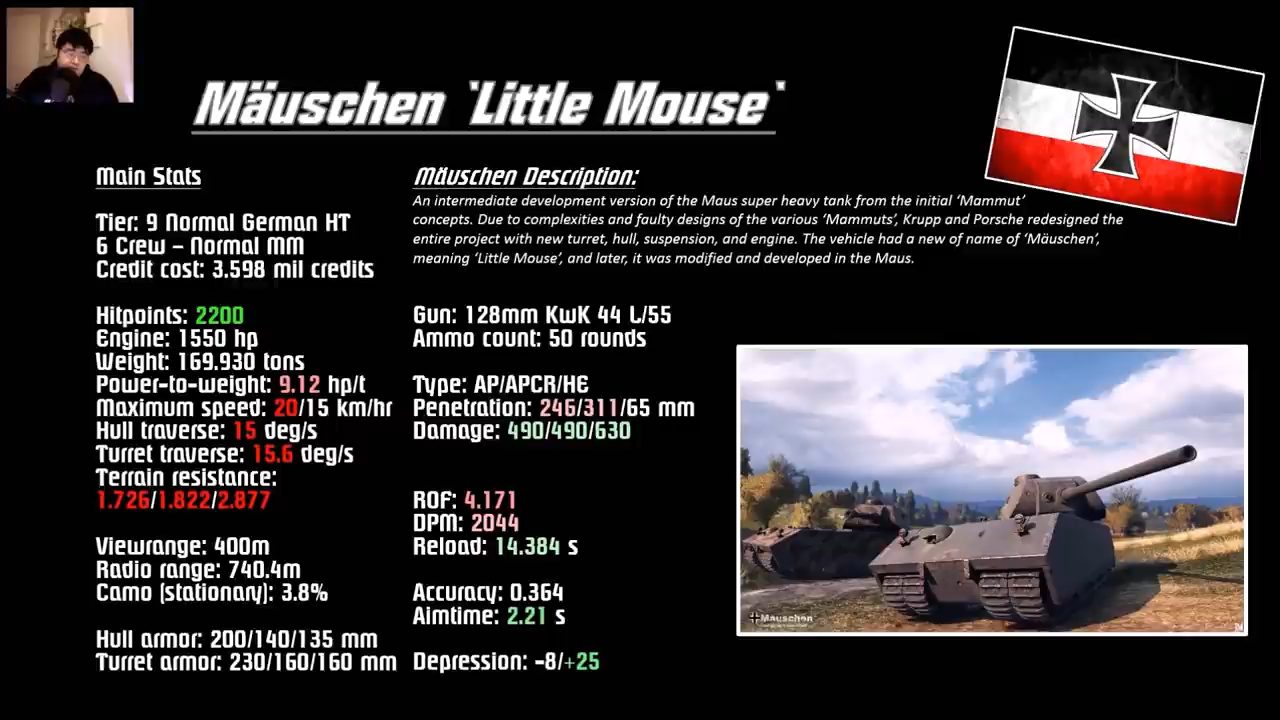 Mäuschen `Little Mouse`
Main Stats
Tier: 9 Normal German HT
6 Crew – Normal MM
Credit cost: 3.598 mil credits
Hitpoints: 2200
Engine: 1550 hp
Weight: 169.930 tons
Power-to-weight: 9.12 hp/t
Maximum speed: 20/15 km/hr
Hull traverse: 15 deg/s
Turret traverse: 15.6 deg/s
Terrain resistance:
1.726/1.822/2.877
Viewrange: 400m
Radio range: 740.4m
Camo (stationary): 3.8%
Hull armor: 200/140/135 mm
Turret armor: 230/160/160 mm
Mäuschen Description:
An intermediate development version of the Maus super heavy tank from the initial ‘Mammut’
concepts. Due to complexities and faulty designs of the various ‘Mammuts’, Krupp and Porsche redesigned the
entire project with new turret, hull, suspension, and engine. The vehicle had a new of name of ‘Mäuschen’,
meaning ‘Little Mouse’, and later, it was modified and developed in the Maus.
Gun: 128mm KwK 44 L/55
Ammo count: 50 rounds
Type: AP/APCR/HE
Penetration: 246/311/65 mm
Damage: 490/490/630
ROF: 4.171
DPM: 2044
Reload: 14.384 s
Accuracy: 0.364
Aimtime: 2.21 s
Depression: -8/+25
Mäuschen